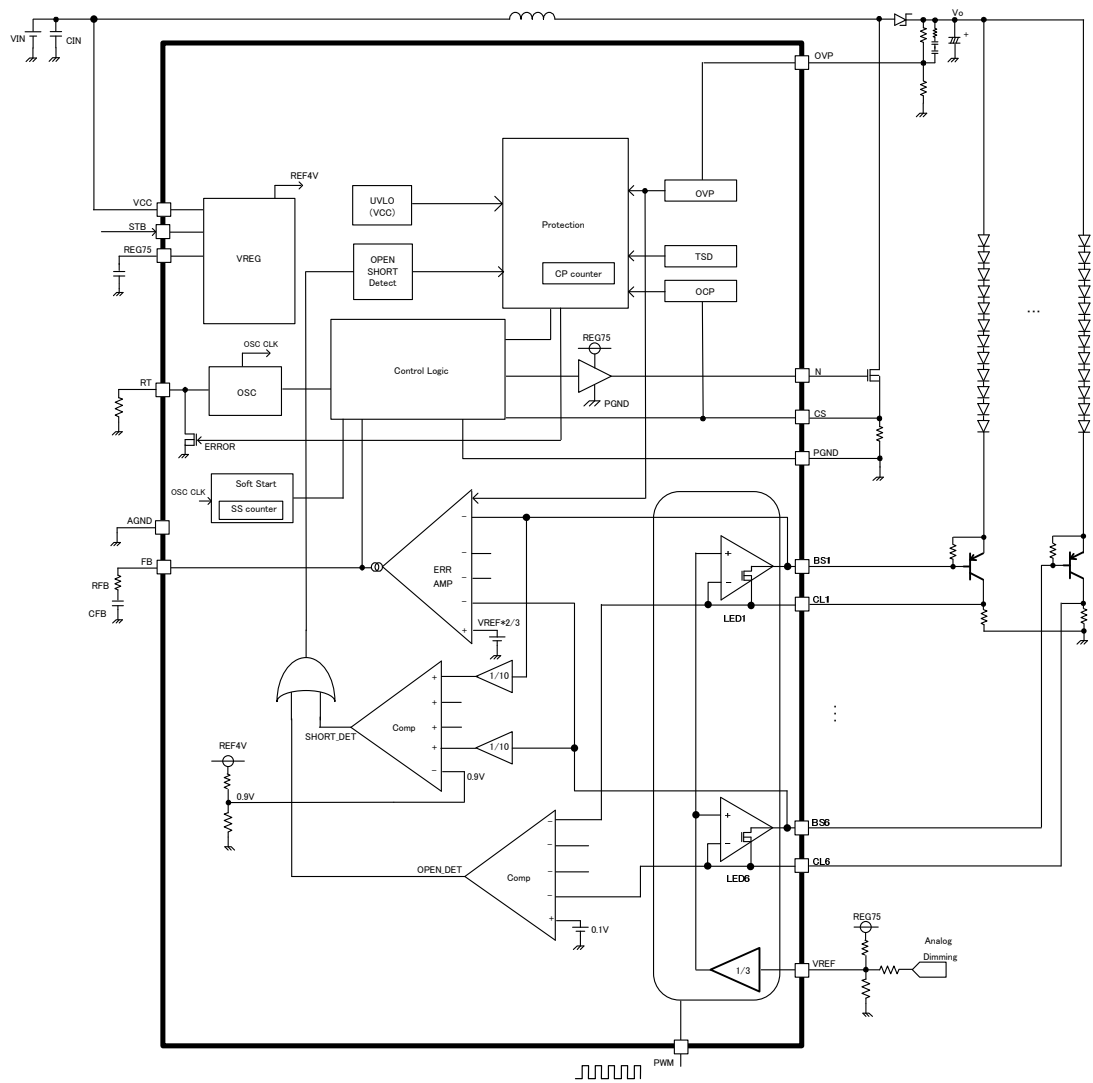 Vo
VIN
CIN
+
OVP
REF4V
VCC
UVLO
(VCC)
OVP
STB
Protection
REG75
VREG
OPEN
SHORT
Detect
TSD
CP counter
OCP
...
REG75
OSC CLK
Control Logic
RT
OSC
N
PGND
CS
ERROR
PGND
Soft Start
OSC CLK
SS counter
AGND
−
+
FB
−
BS1
ERR
AMP
−
−
RFB
−
CL1
CFB
VREF*2/3
LED1
+
1/10
+
+
...
Comp
+
SHORT_DET
+
1/10
REF4V
−
0.9V
0.9V
+
BS6
−
−
−
CL6
OPEN_DET
Comp
−
LED6
−
+
0.1V
REG75
Analog
Dimming
VREF
1/3
PWM